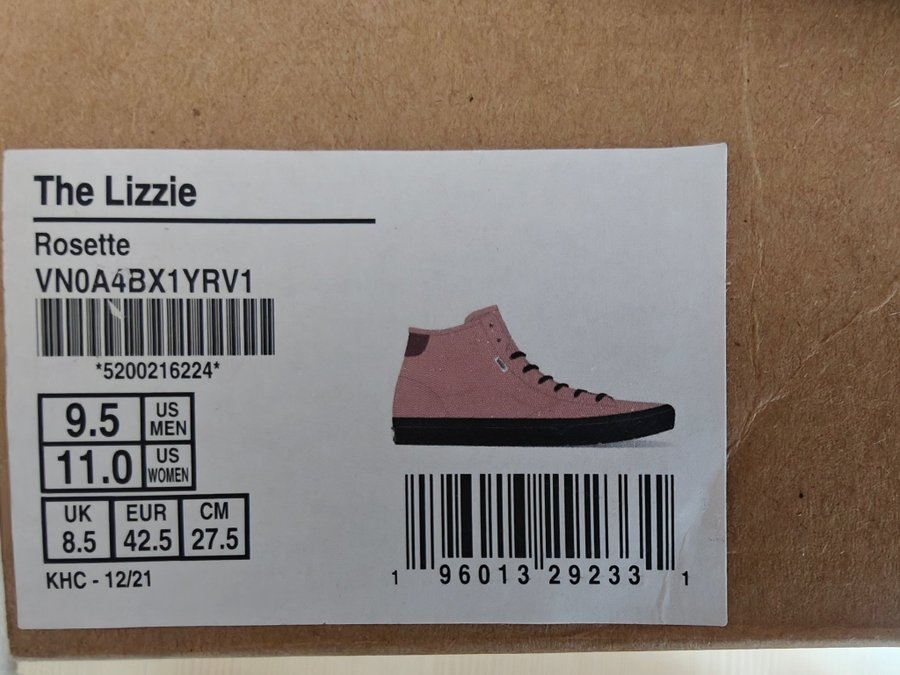 The Lizzie
Rosette
VN0A4BX1YRV1
*5200216224*
9.5 US MEN
11.0 US WOMEN
UK EUR CM
8.5 42.5 27.5
KHC - 12/21
1 96013 29233 1